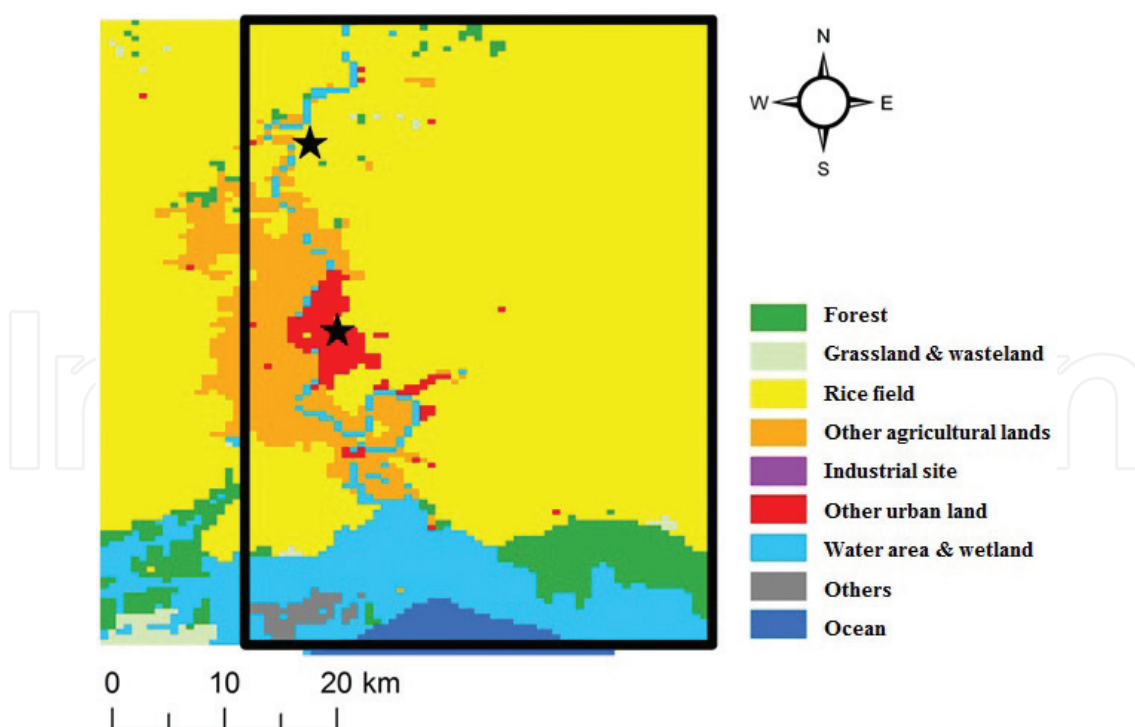 N
W E
S
Forest
Grassland & wasteland
Rice field
Other agricultural lands
Industrial site
Other urban land
Water area & wetland
Others
Ocean
0 10 20 km